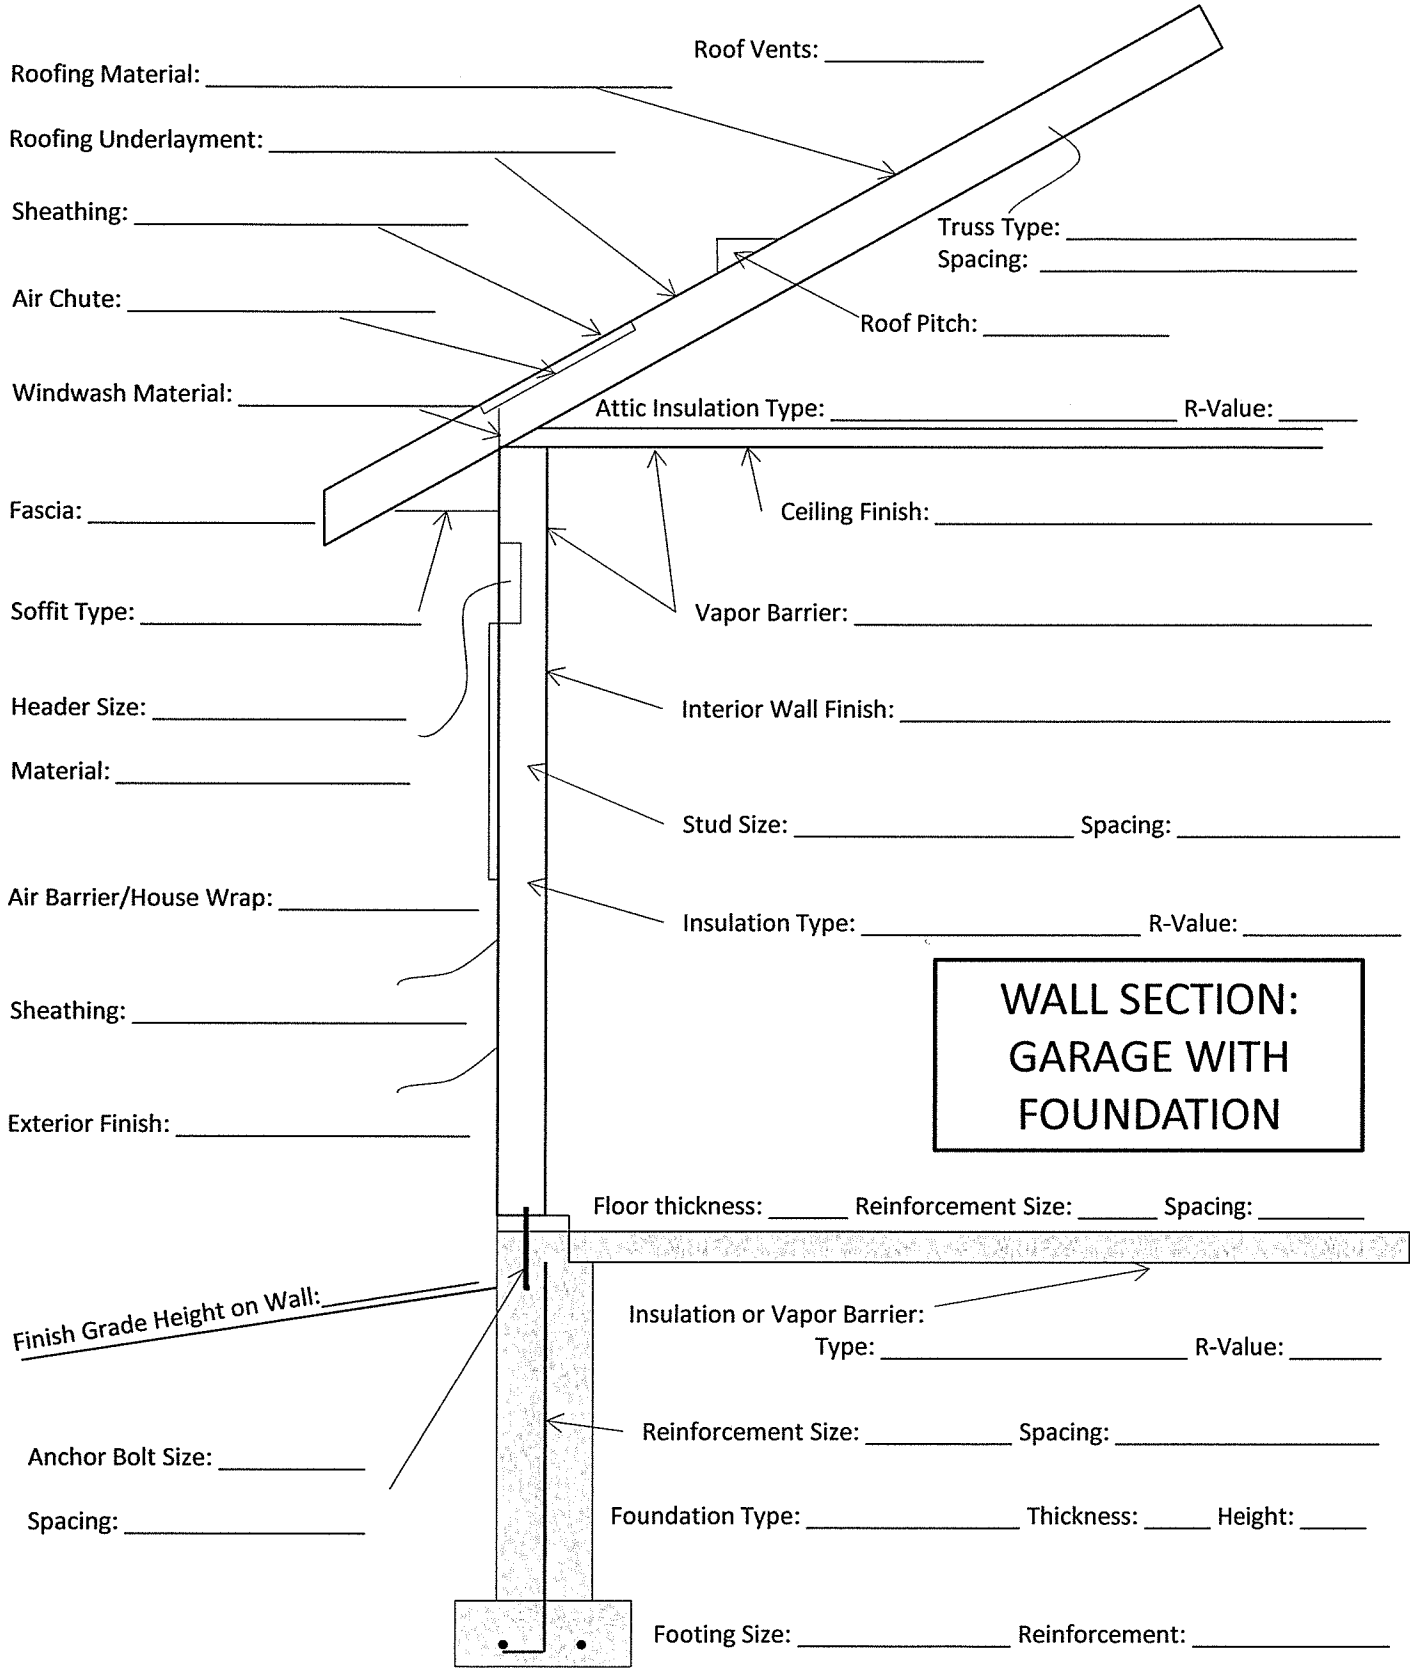 Roof Vents:
Roofing Material:
Roofing Underlayment:
Sheathing:
Truss Type:
Spacing:
Air Chute:
Roof Pitch:
Windwash Material:
Attic Insulation Type: R-Value:
Fascia:
Ceiling Finish:
Soffit Type:
Vapor Barrier:
Header Size:
Interior Wall Finish:
Material:
Stud Size: Spacing:
Air Barrier/House Wrap:
Insulation Type: R-Value:
WALL SECTION:
GARAGE WITH
FOUNDATION
Sheathing:
Exterior Finish:
Floor thickness: Reinforcement Size: Spacing:
Finish Grade Height on Wall:
Insulation or Vapor Barrier:
Type: R-Value:
Reinforcement Size: Spacing:
Anchor Bolt Size:
Spacing:
Foundation Type: Thickness: Height:
Footing Size: Reinforcement: